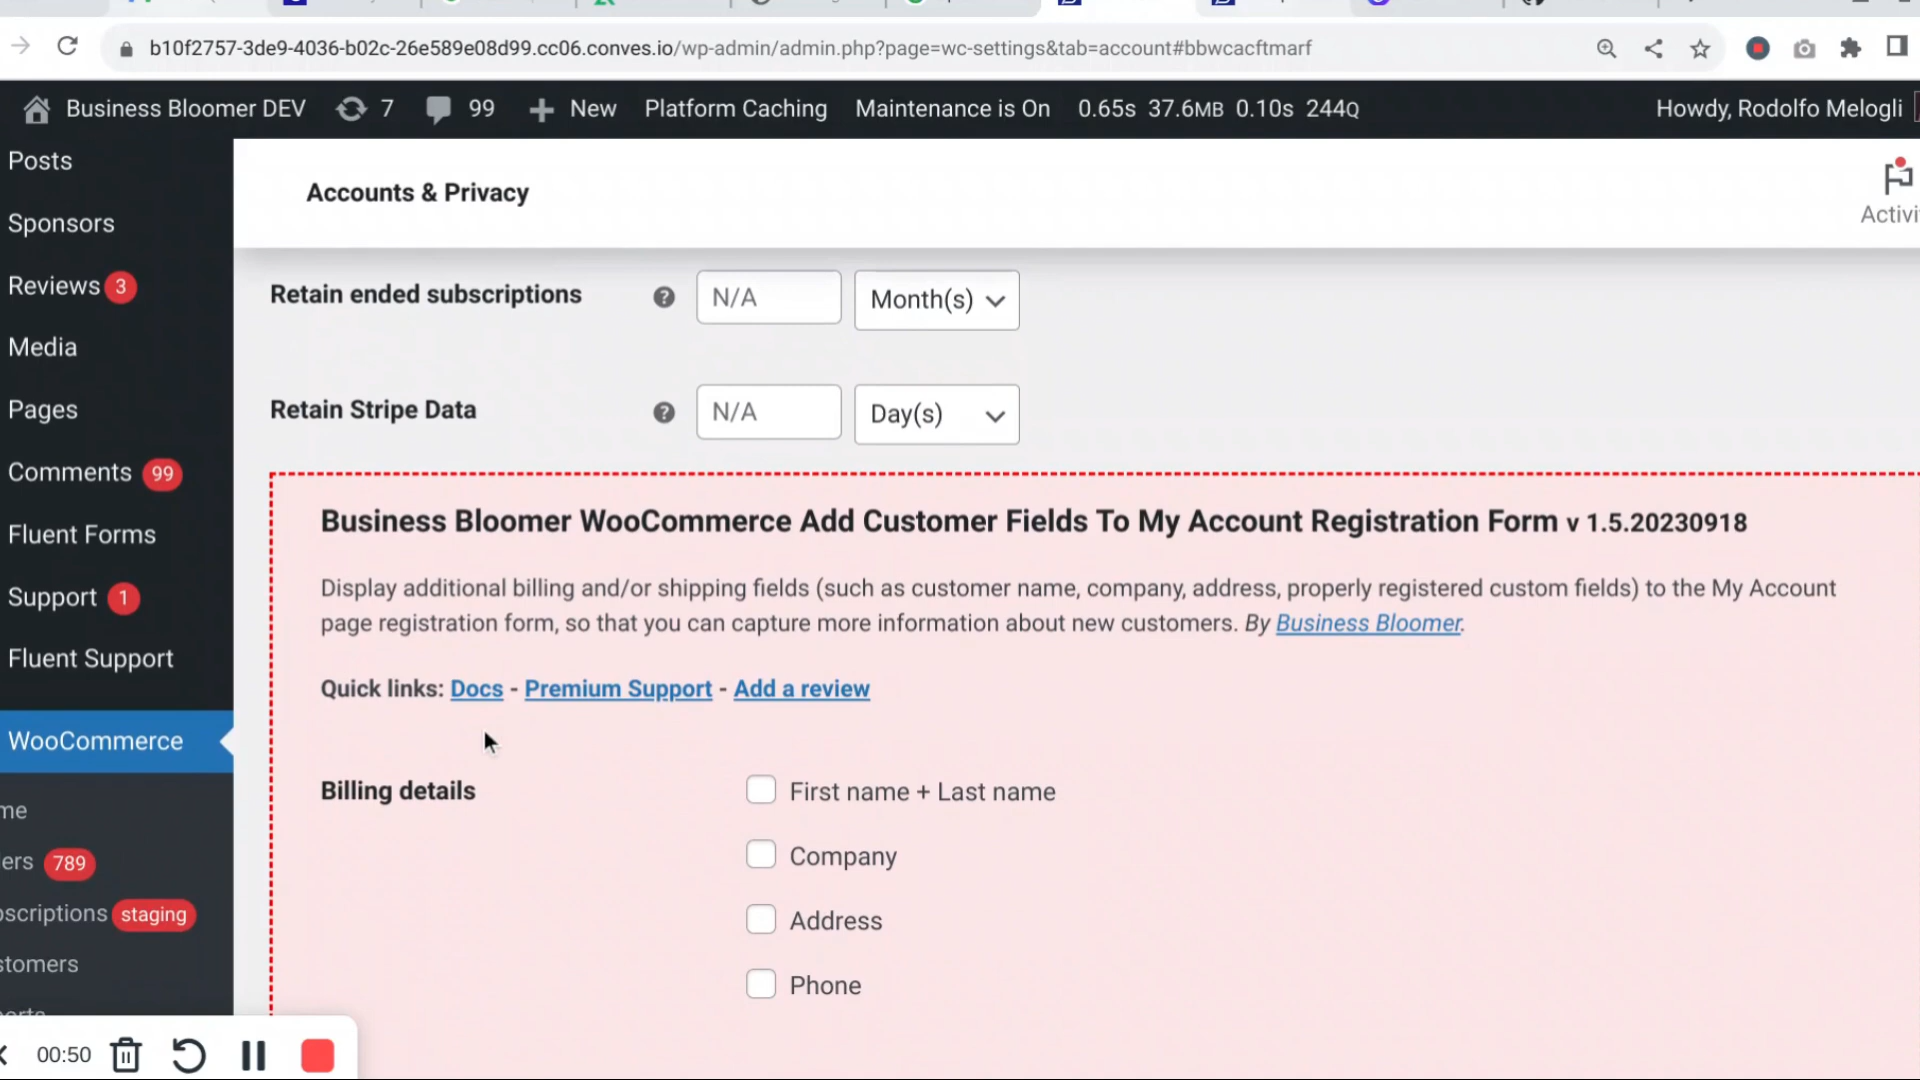 b10f2757-3de9-4036-b02c-26e589e08d99.cc06.conves.io/wp-admin/admin.php?page=wc-settings&tab=account#bbwcacftmarf
Business Bloomer DEV 7 99 New Platform Caching Maintenance is On 0.65s 37.6MB 0.10s 244Q Howdy, Rodolfo Melogli
Posts
Sponsors
Reviews 3
Media
Pages
Comments 99
Fluent Forms
Support 1
Fluent Support
WooCommerce
me
ers 789
scriptions staging
stomers
Accounts & Privacy
Activi
Retain ended subscriptions ? N/A Month(s)
Retain Stripe Data ? N/A Day(s)
Business Bloomer WooCommerce Add Customer Fields To My Account Registration Form v 1.5.20230918
Display additional billing and/or shipping fields (such as customer name, company, address, properly registered custom fields) to the My Account
page registration form, so that you can capture more information about new customers. By Business Bloomer.
Quick links: Docs - Premium Support - Add a review
Billing details
First name + Last name
Company
Address
Phone
00:50